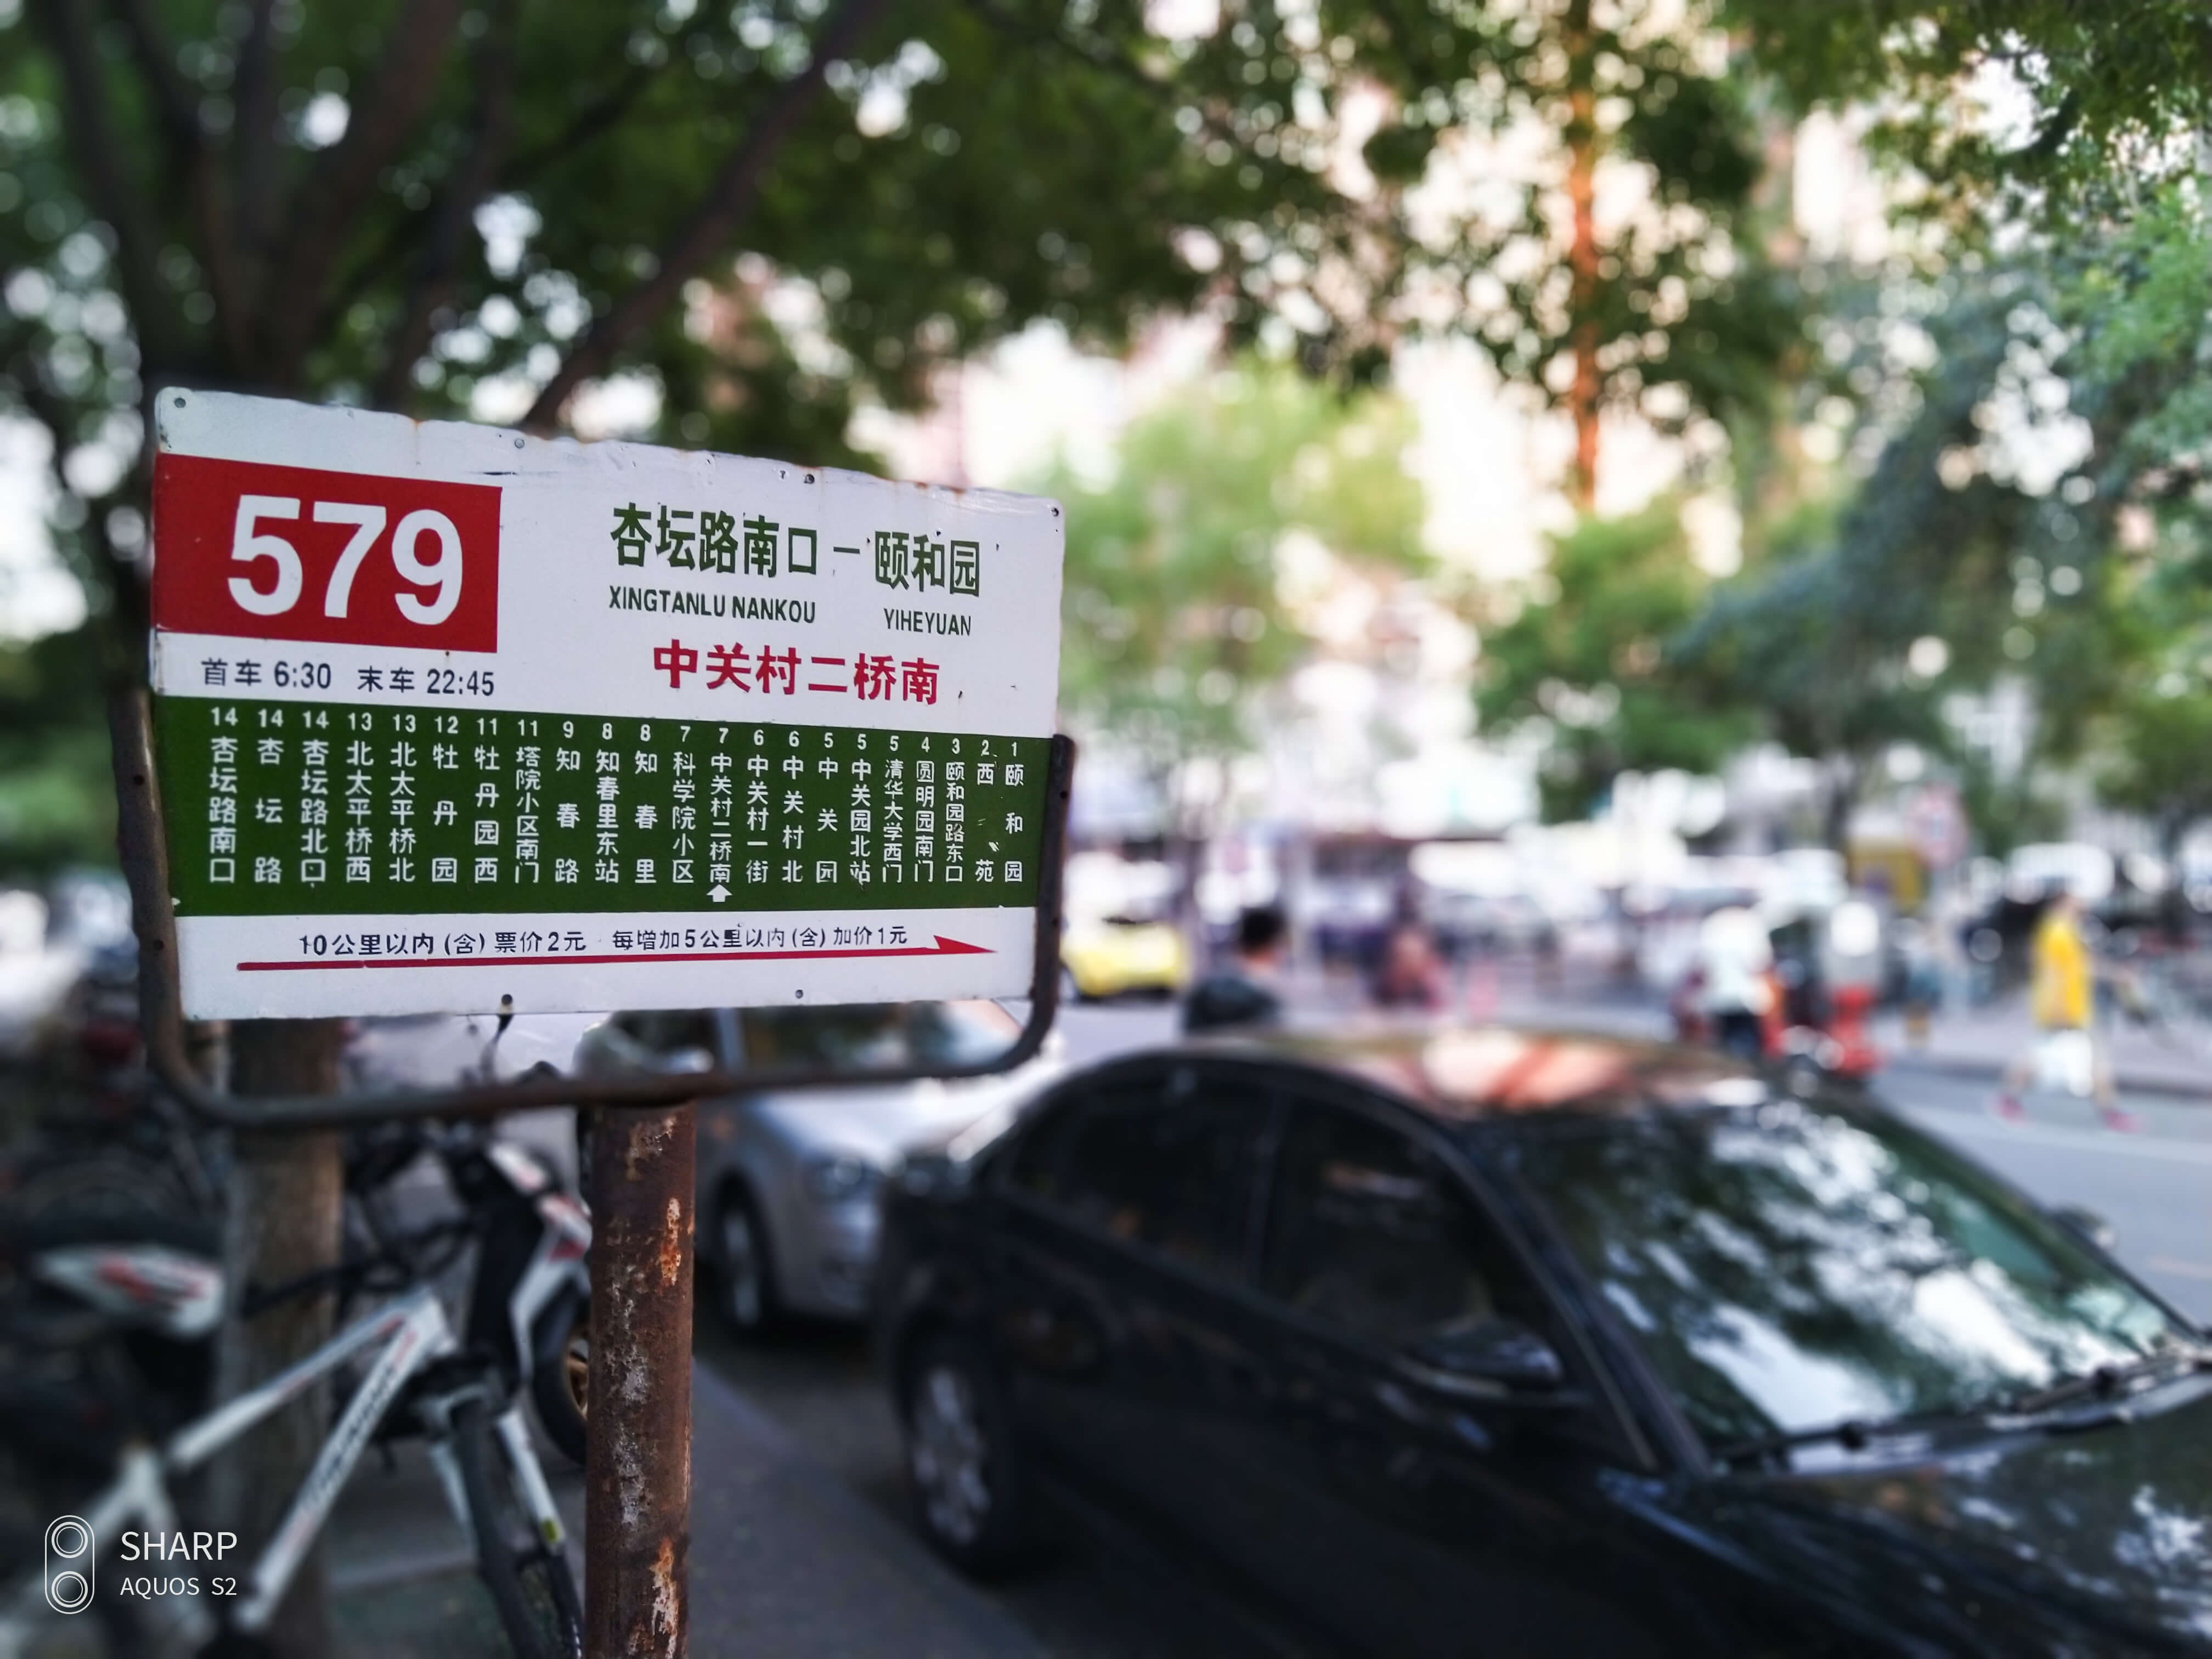 579
杏坛路南口 — 颐和园
XINGTANLU NANKOU YIHEYUAN
中关村二桥南
首车 6:30 末车 22:45
14 杏坛路南口
14 杏坛路
14 杏坛路北口
13 北太平桥西
13 北太平桥北
12 牡丹园
11 牡丹园西
11 塔院小区南门
9 知春路
8 知春里东站
8 知春里
7 科学院小区
7 中关村二桥南
6 中关村一街
6 中关村北
5 中关园
5 中关园北站
5 清华大学西门
4 圆明园南门
3 颐和园路东口
2 西苑
1 颐和园
10公里以内(含)票价2元 每增加5公里以内(含)加价1元
SHARP
AQUOS S2